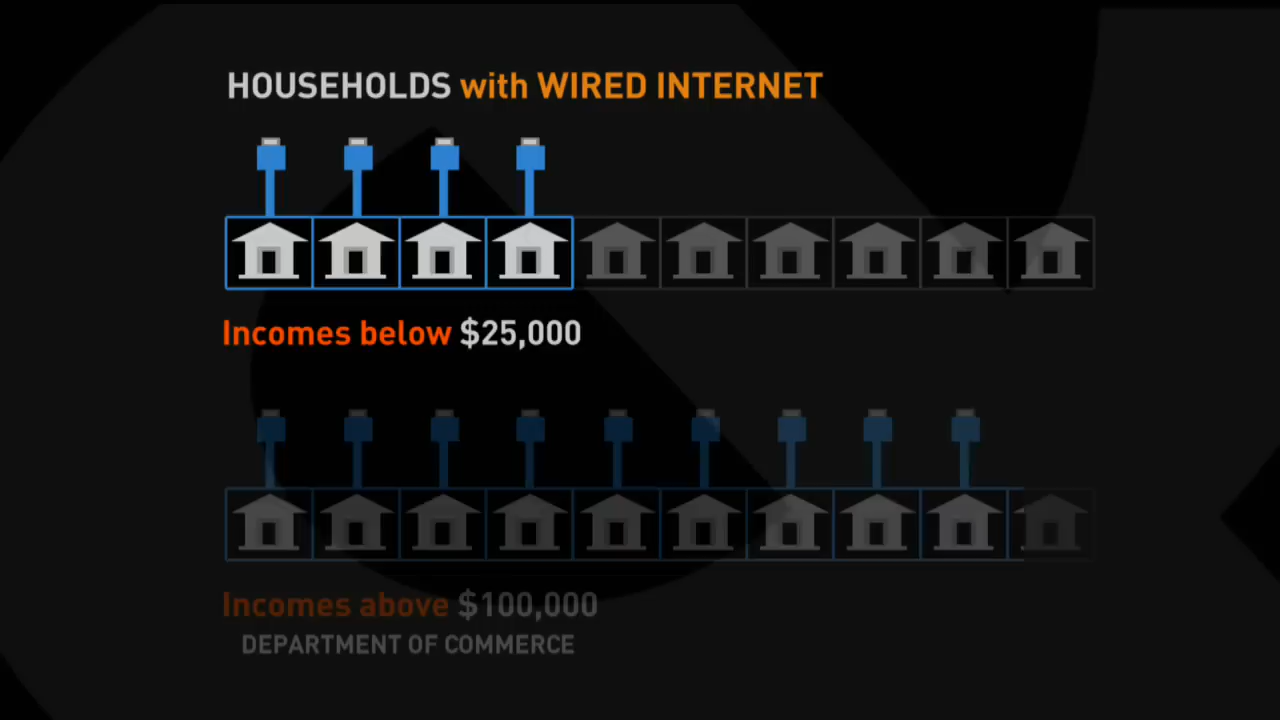 HOUSEHOLDS with WIRED INTERNET
Incomes below $25,000
Incomes above $100,000
DEPARTMENT OF COMMERCE